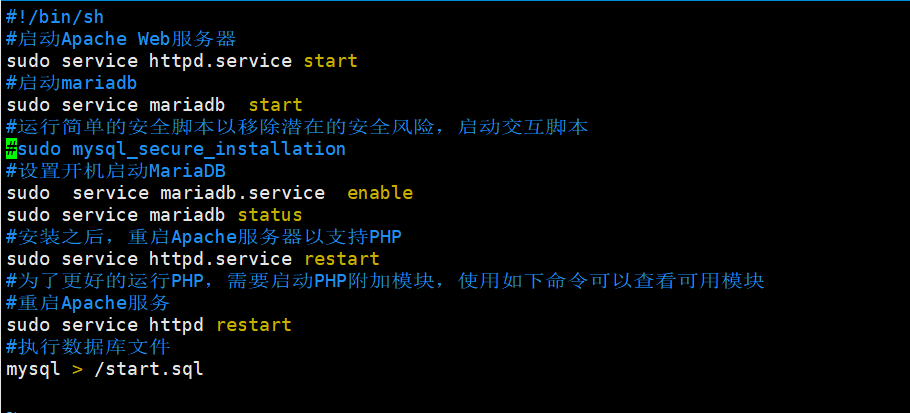 #!/bin/sh
#启动Apache Web服务器
sudo service httpd.service start
#启动mariadb
sudo service mariadb  start
#运行简单的安全脚本以移除潜在的安全风险，启动交互脚本
#sudo mysql_secure_installation
#设置开机启动MariaDB
sudo  service mariadb.service  enable
sudo service mariadb status
#安装之后，重启Apache服务器以支持PHP
sudo service httpd.service restart
#为了更好的运行PHP，需要启动PHP附加模块，使用如下命令可以查看可用模块
#重启Apache服务
sudo service httpd restart
#执行数据库文件
mysql > /start.sql